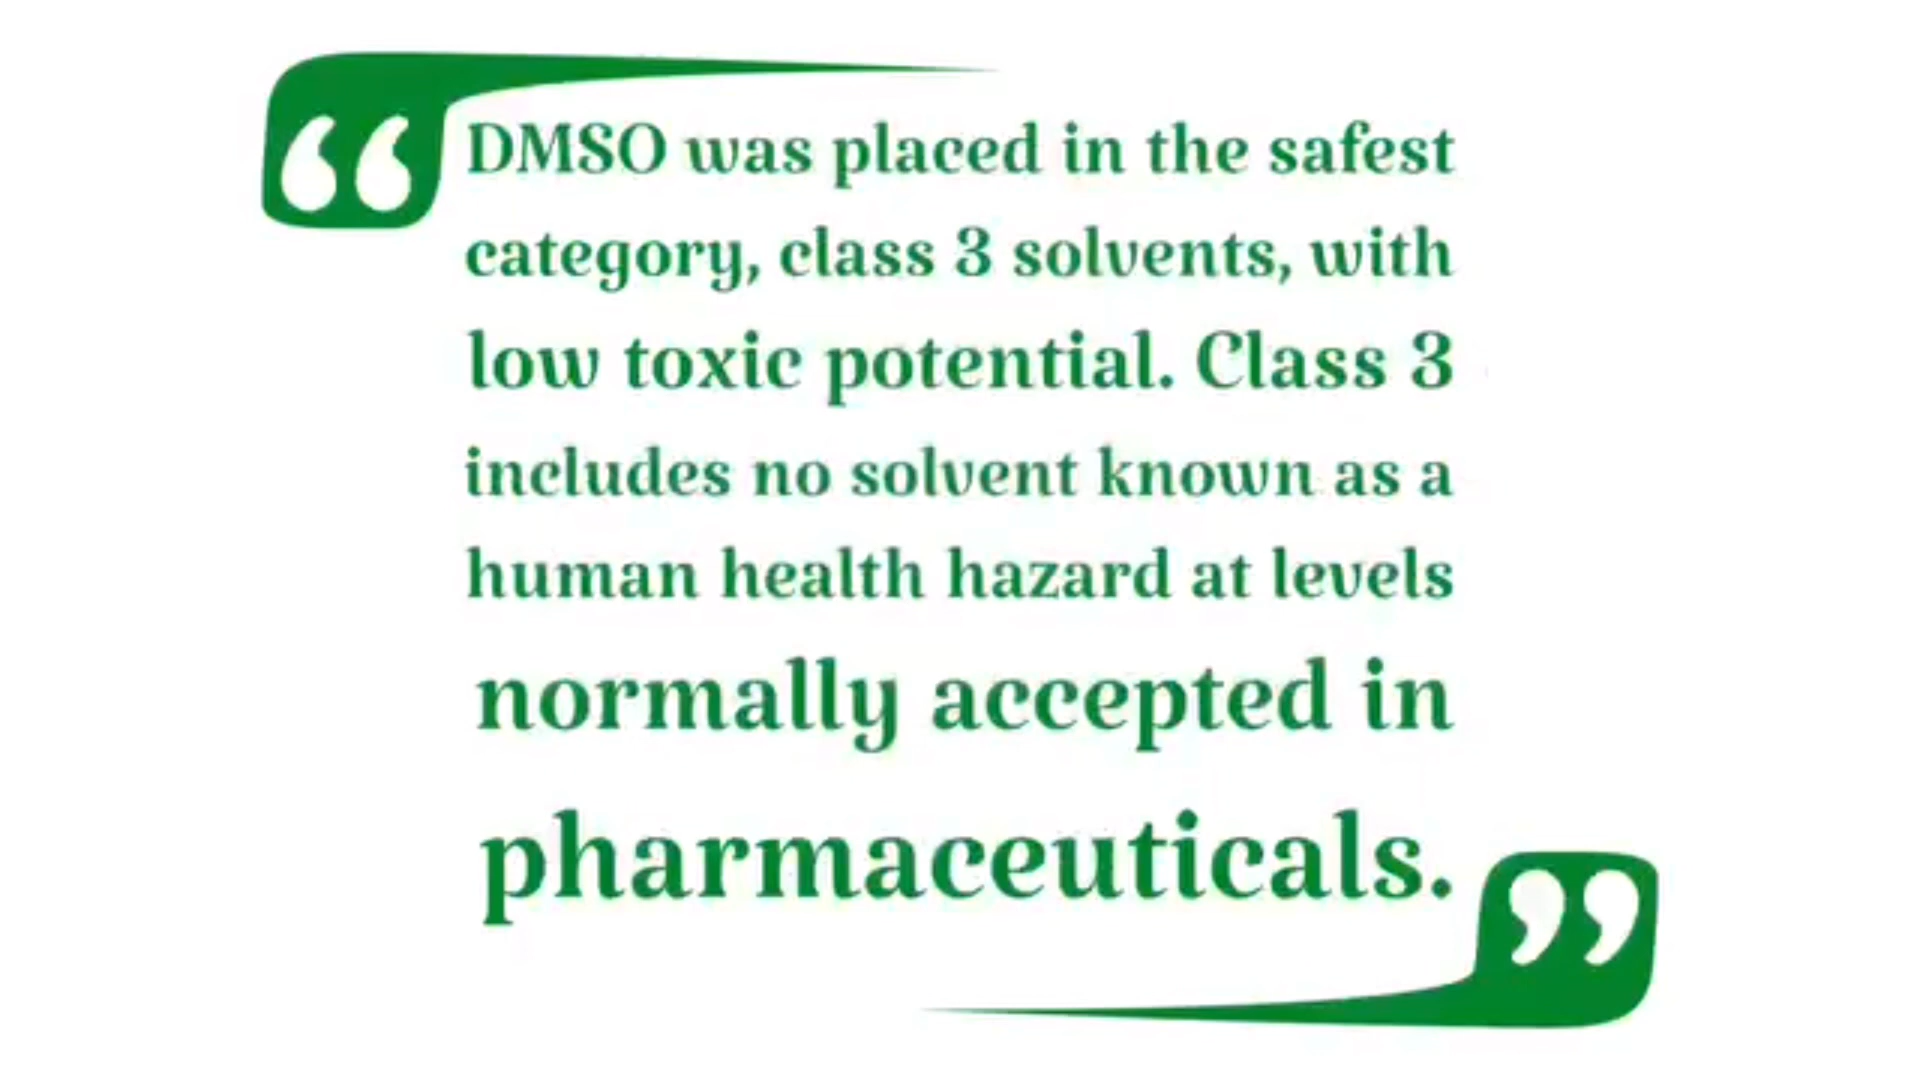 “DMSO was placed in the safest
category, class 3 solvents, with
low toxic potential. Class 3
includes no solvent known as a
human health hazard at levels
normally accepted in
pharmaceuticals.”